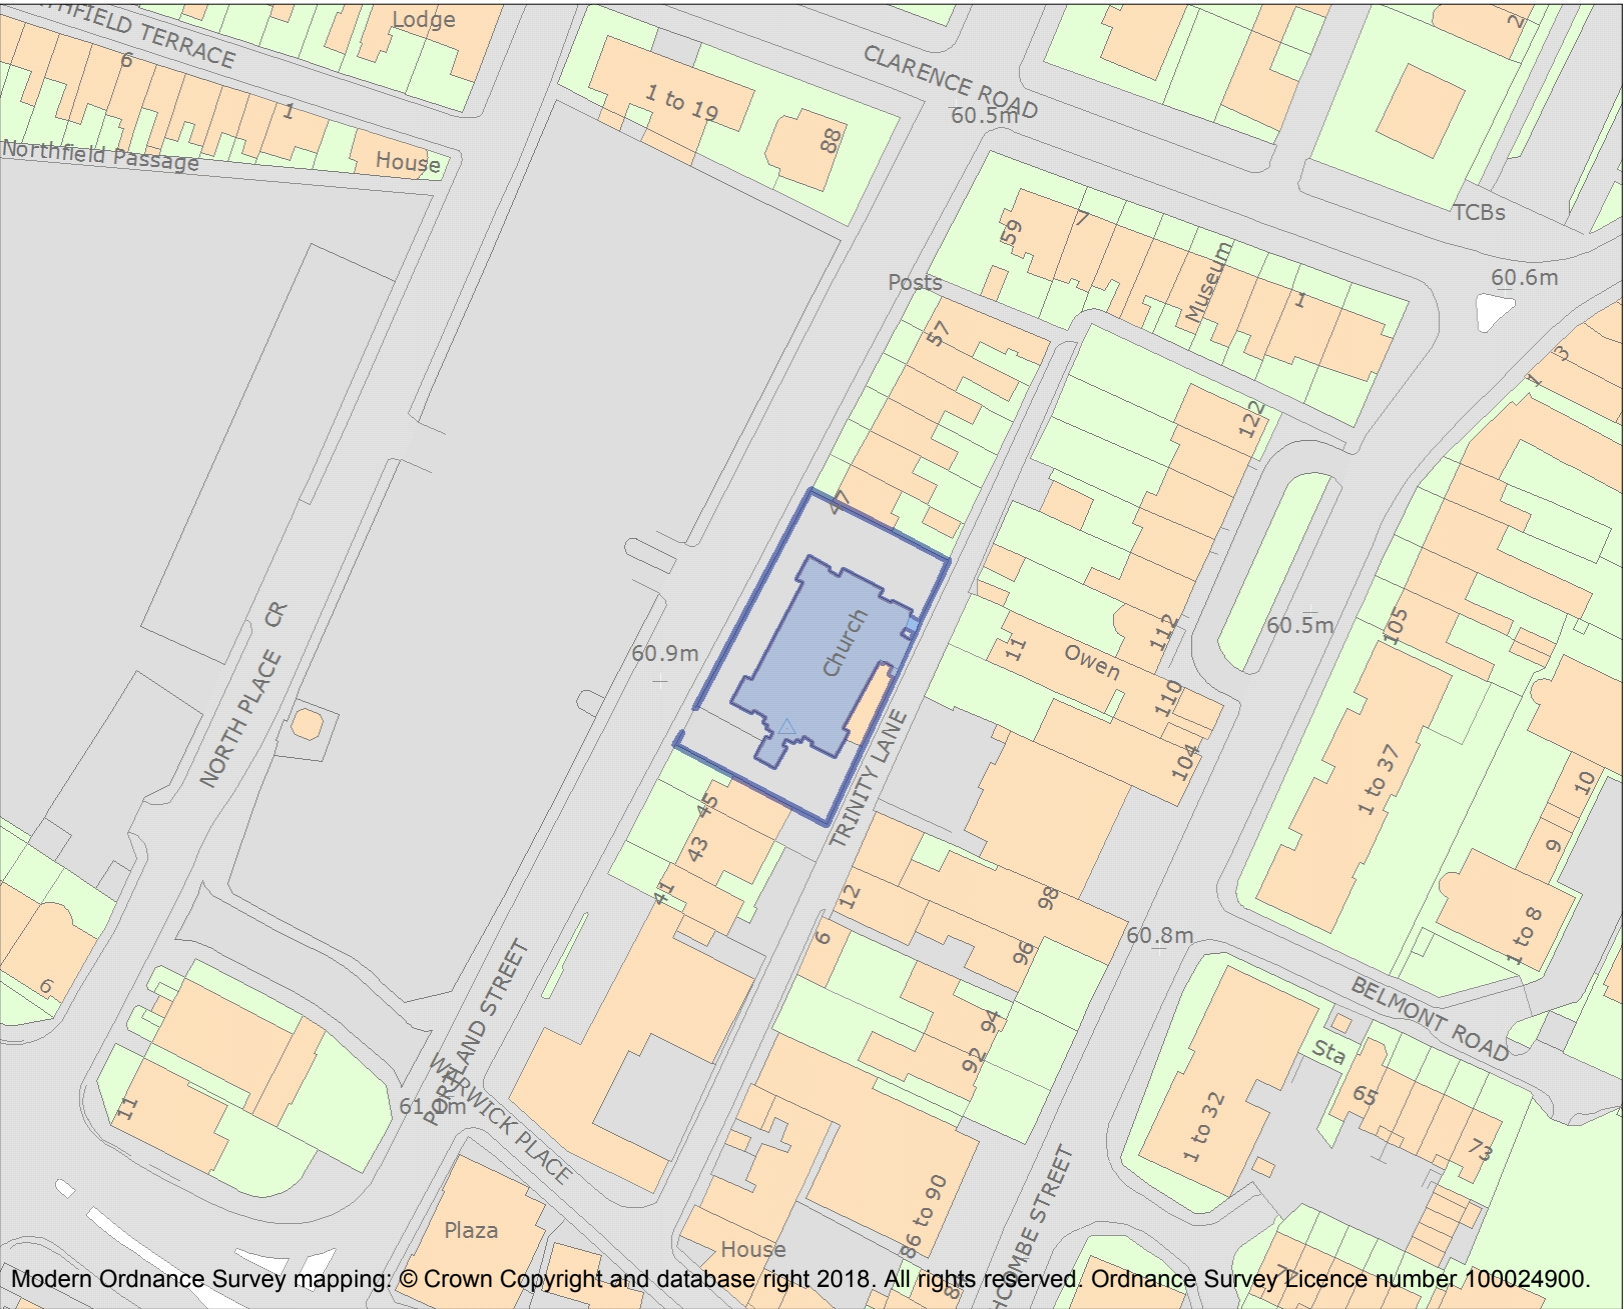 Lodge
THFIELD TERRACE
2
6
CLARENCE ROAD
1 to 19
60.5m
1
88
Northfield Passage
House
TCBs
59
7
Museum
60.6m
Posts
1
57
3
1
122
47
CR
60.5m
105
112
Church
11
60.9m
Owen
NORTH PLACE
110
TRINITY LANE
104
1 to 37
10
45
43
9
41
12
98
1 to 8
6
96
60.8m
6
BELMONT ROAD
PORTLAND STREET
94
Sta
92
WARWICK PLACE
65
61.1m
11
1 to 32
73
HCOMBE STREET
86 to 90
Plaza
House
Modern Ordnance Survey mapping: © Crown Copyright and database right 2018. All rights reserved. Ordnance Survey Licence number 100024900.